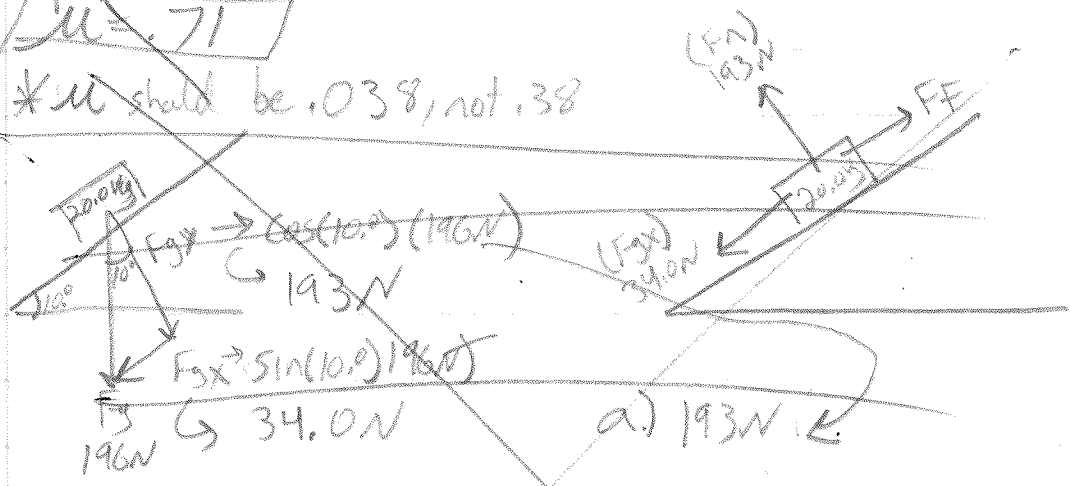 μ = .71
*μ should be .038, not .38
20.0kg
10°
10.°
Fgy → cos(10.0)(196N)
↳ 193N
Fgx → Sin(10.0)196N)
↳ 34.0N
Fg
196N
(Fn)
193N
FF
20.0kg
(Fgx)
34.0N
a.) 193N